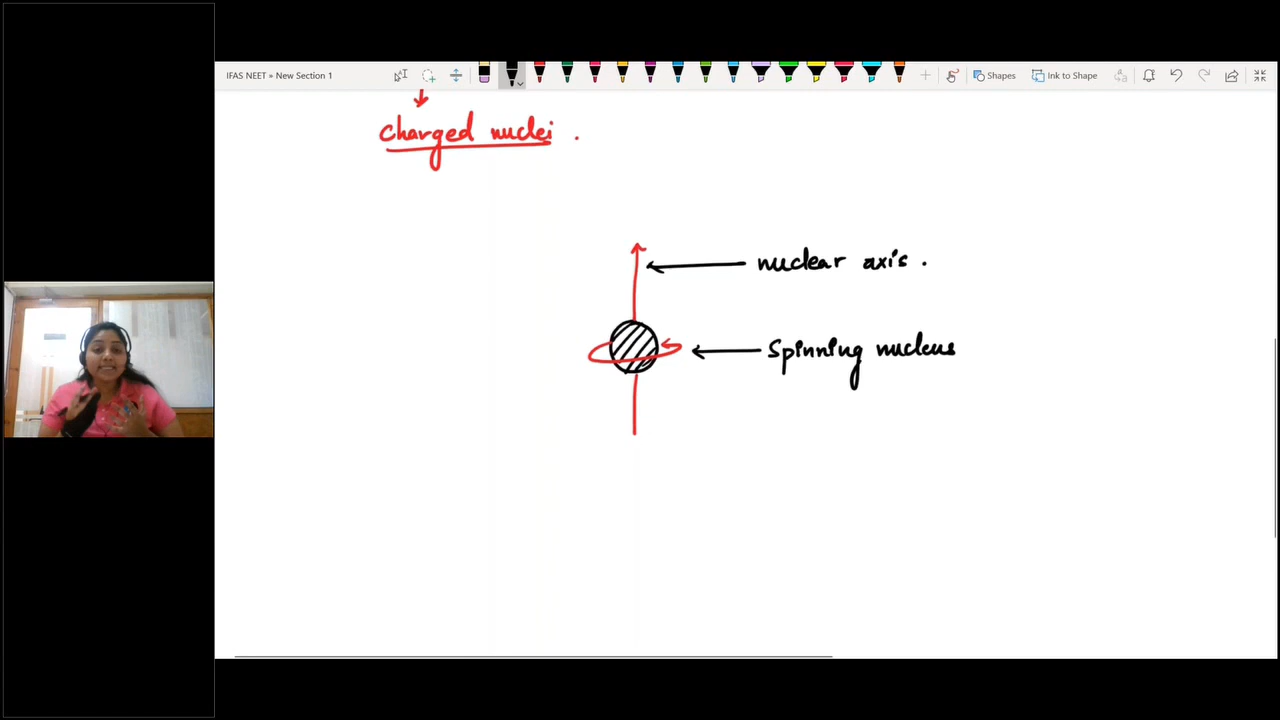 IFAS NEET » New Section 1
Shapes
Ink to Shape
charged nuclei .
nuclear axis .
Spinning nucleus